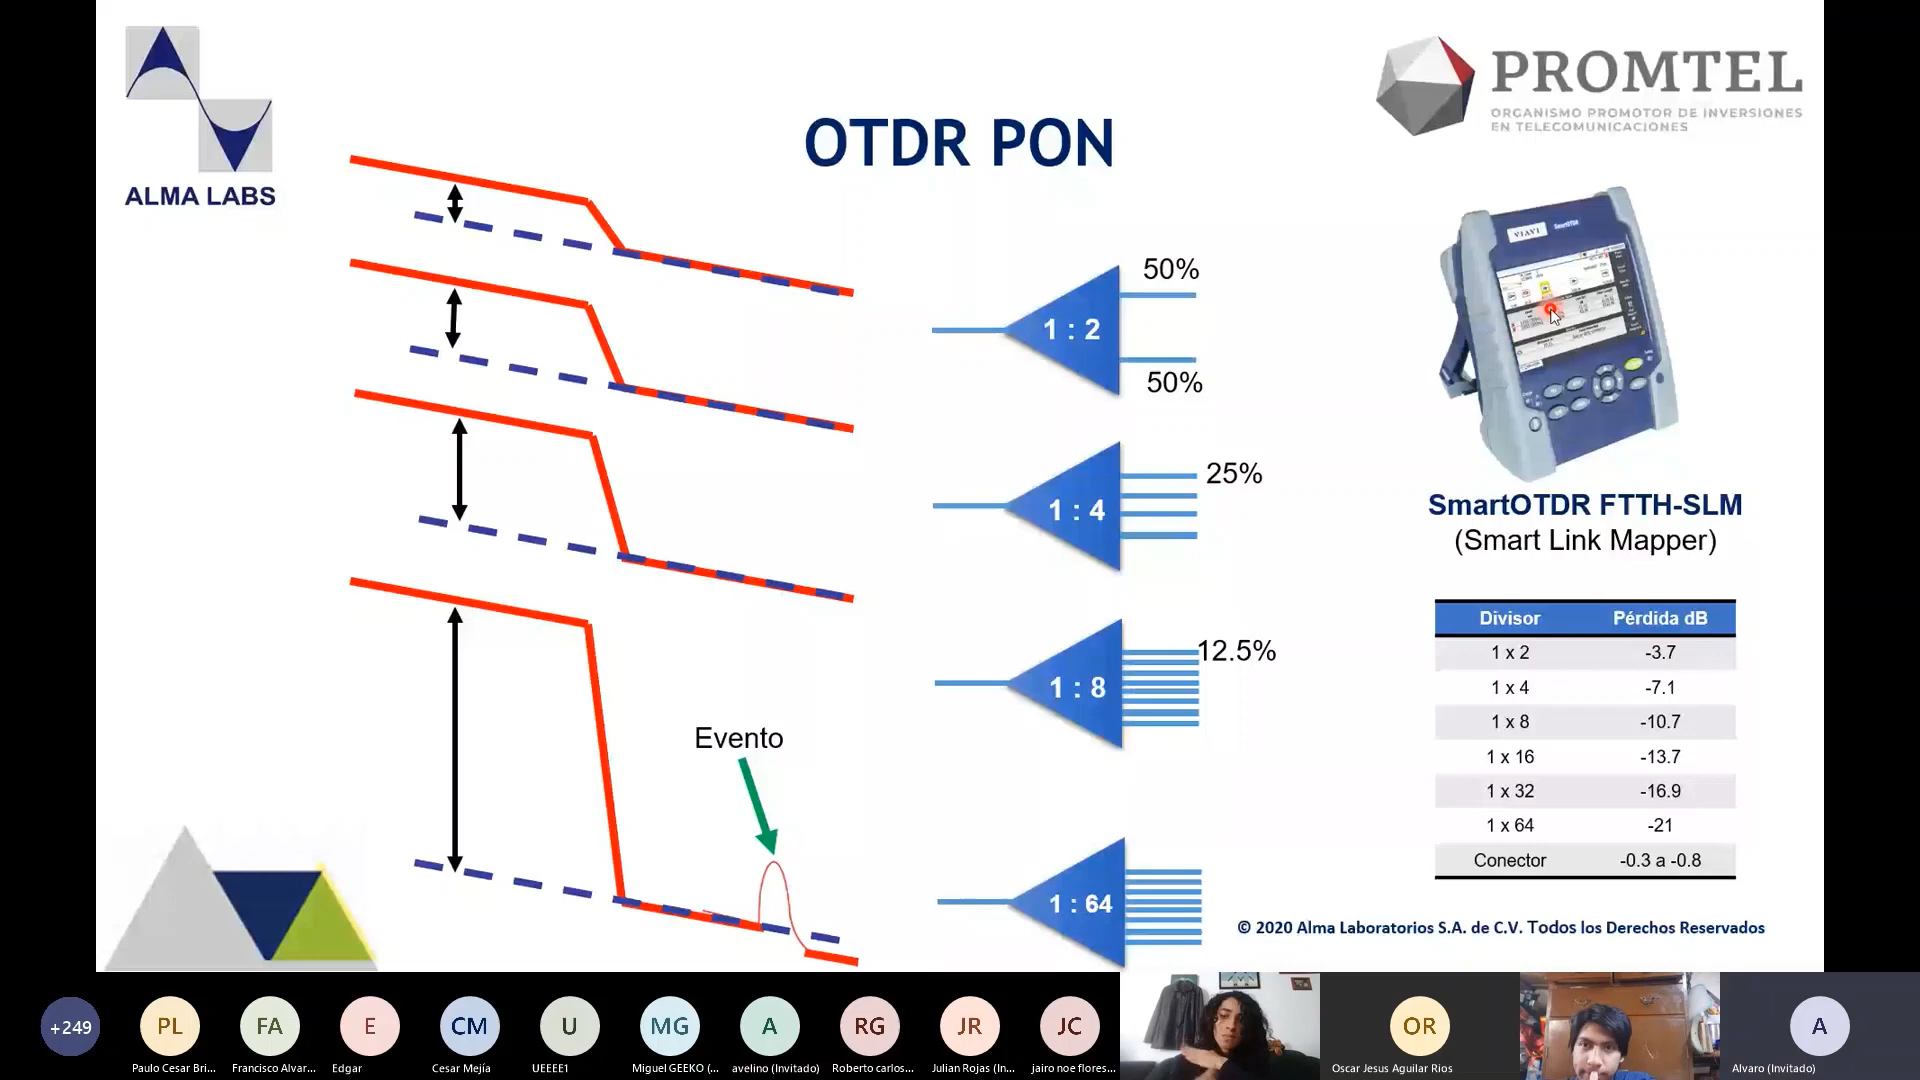 ALMA LABS
OTDR PON
PROMTEL
ORGANISMO PROMOTOR DE INVERSIONES
EN TELECOMUNICACIONES
50%
1 : 2
50%
25%
1 : 4
12.5%
1 : 8
Evento
1 : 64
VIAVI
SmartOTDR
SmartOTDR FTTH-SLM
(Smart Link Mapper)
Divisor Pérdida dB
1 x 2 -3.7
1 x 4 -7.1
1 x 8 -10.7
1 x 16 -13.7
1 x 32 -16.9
1 x 64 -21
Conector -0.3 a -0.8
© 2020 Alma Laboratorios S.A. de C.V. Todos los Derechos Reservados
+249
PL
FA
E
CM
U
MG
A
RG
JR
JC
OR
A
Paulo Cesar Bri...
Francisco Alvar...
Edgar
Cesar Mejía
UEEEE1
Miguel GEEKO (...
avelino (Invitado)
Roberto carlos...
Julian Rojas (In...
jairo noe flores...
Oscar Jesus Aguilar Rios
Alvaro (Invitado)